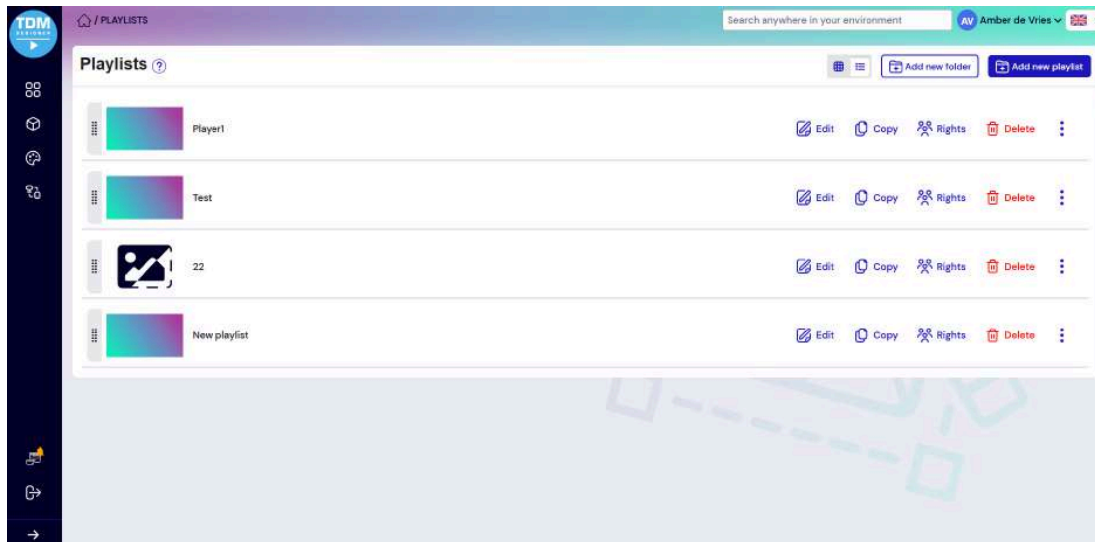 TDM
DESIGNER
/ PLAYLISTS
Search anywhere in your environment
AV Amber de Vries
Playlists ?
Add new folder
Add new playlist
Player1
Edit Copy Rights Delete
Test
Edit Copy Rights Delete
22
Edit Copy Rights Delete
New playlist
Edit Copy Rights Delete